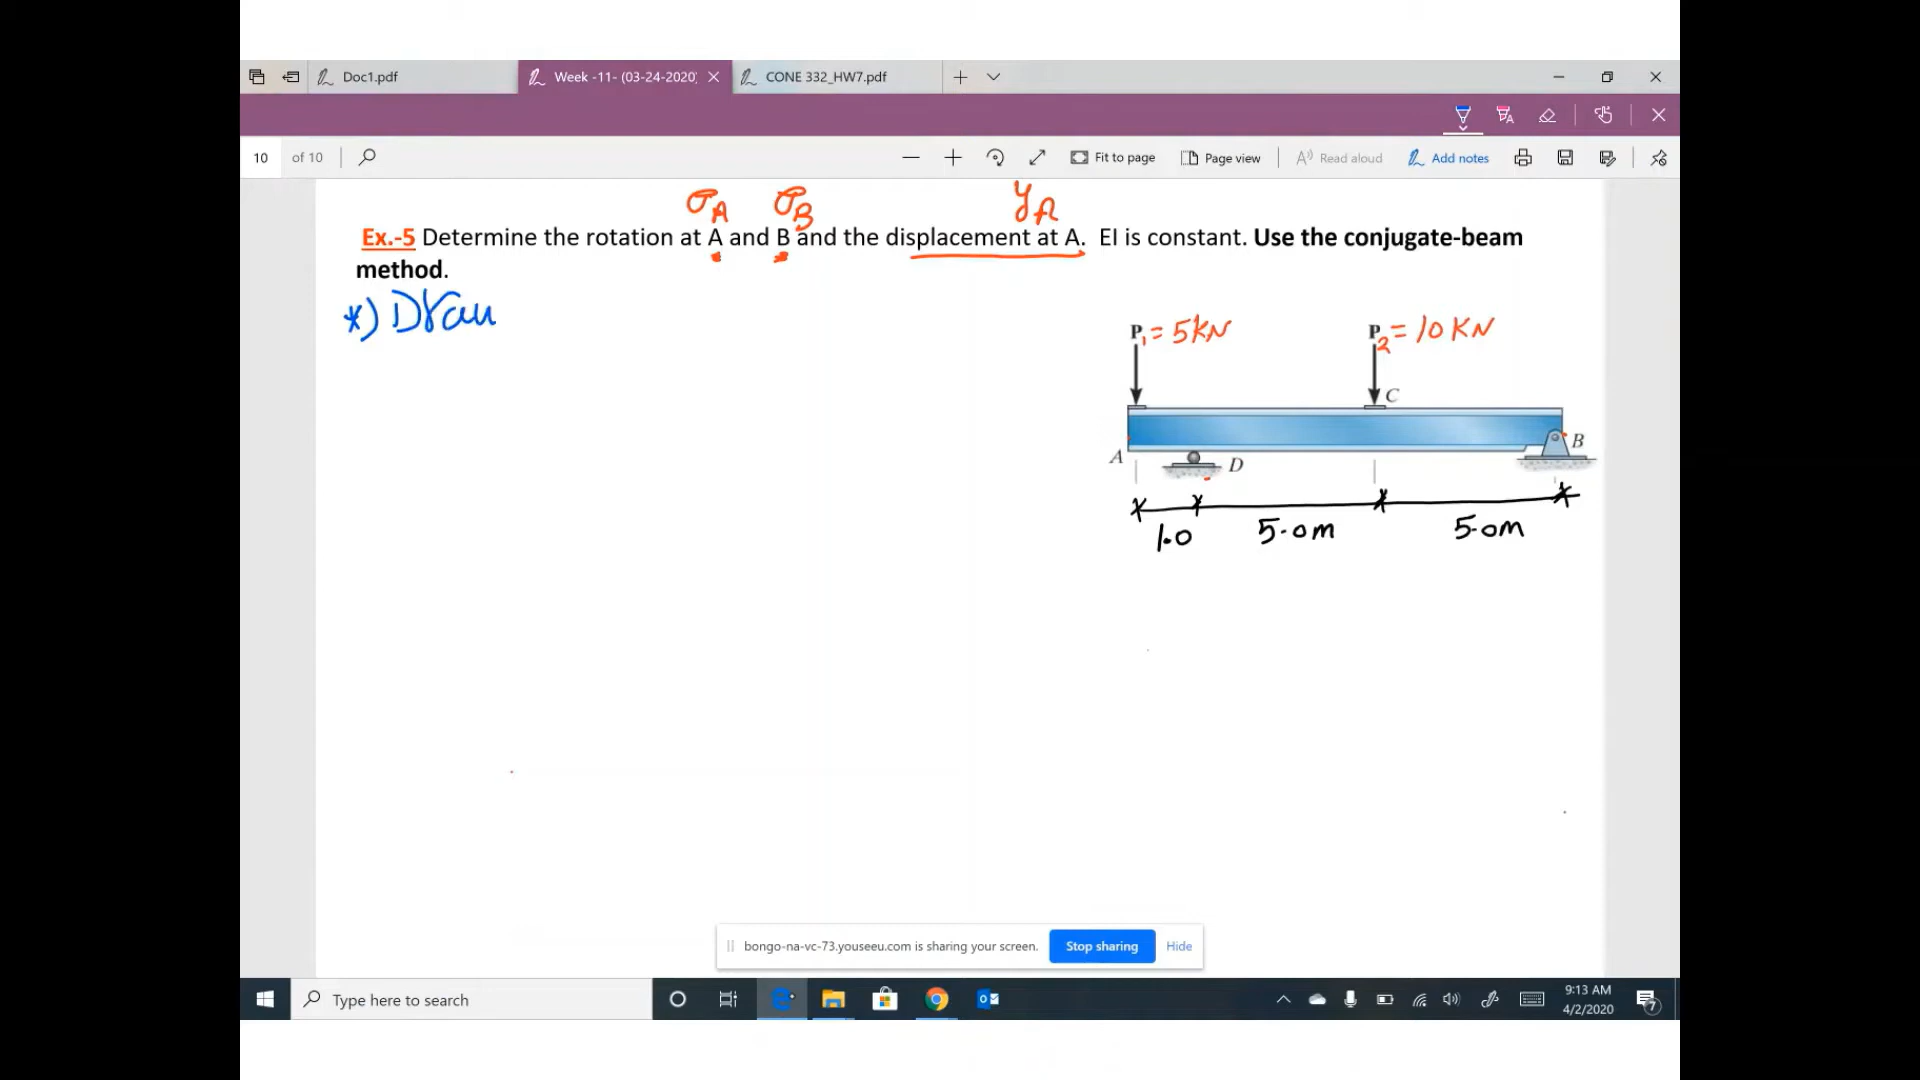 Doc1.pdf
Week -11- (03-24-2020)
CONE 332_HW7.pdf
10 of 10
Fit to page
Page view
Read aloud
Add notes
σA σB yA
Ex.-5 Determine the rotation at A and B and the displacement at A. EI is constant. Use the conjugate-beam
method.
*) Drau
P1 = 5KN
P2 = 10 KN
C
B
A
D
1.0 5.0m 5.0m
bongo-na-vc-73.youseeu.com is sharing your screen.
Stop sharing
Hide
Type here to search
9:13 AM
4/2/2020
7